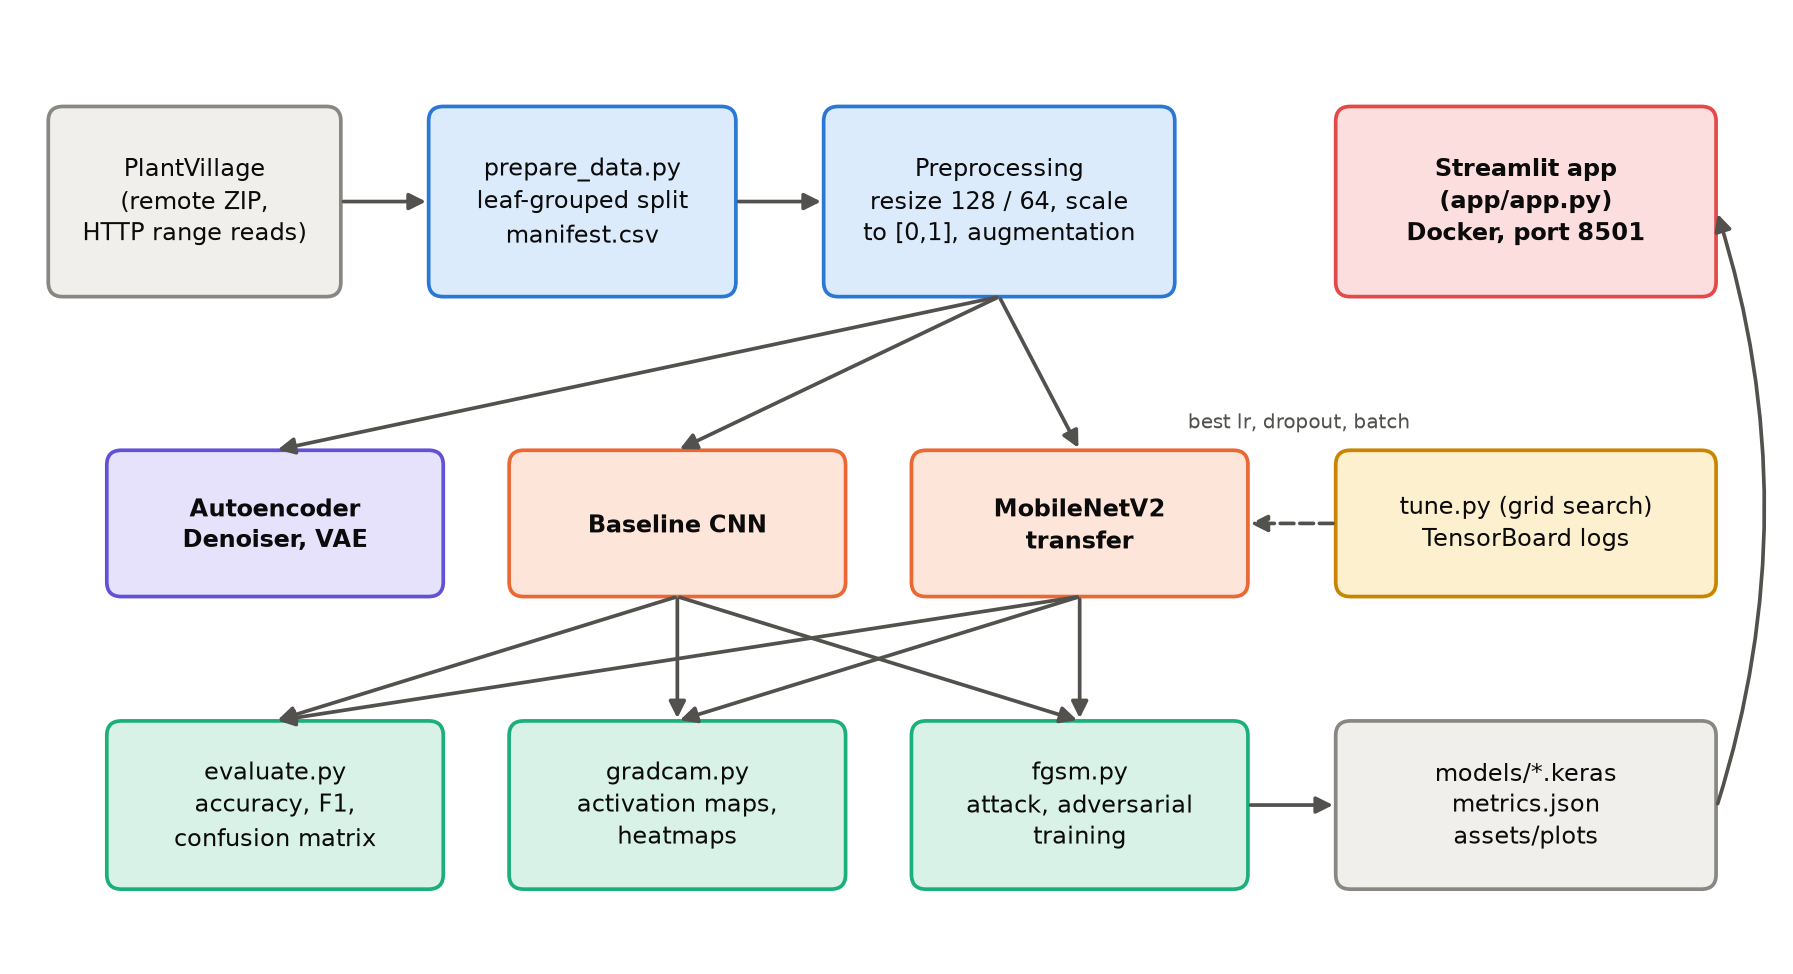 PlantVillage
(remote ZIP,
HTTP range reads)
prepare_data.py
leaf-grouped split
manifest.csv
Preprocessing
resize 128 / 64, scale
to [0,1], augmentation
Streamlit app
(app/app.py)
Docker, port 8501
best lr, dropout, batch
Autoencoder
Denoiser, VAE
Baseline CNN
MobileNetV2
transfer
tune.py (grid search)
TensorBoard logs
evaluate.py
accuracy, F1,
confusion matrix
gradcam.py
activation maps,
heatmaps
fgsm.py
attack, adversarial
training
models/*.keras
metrics.json
assets/plots